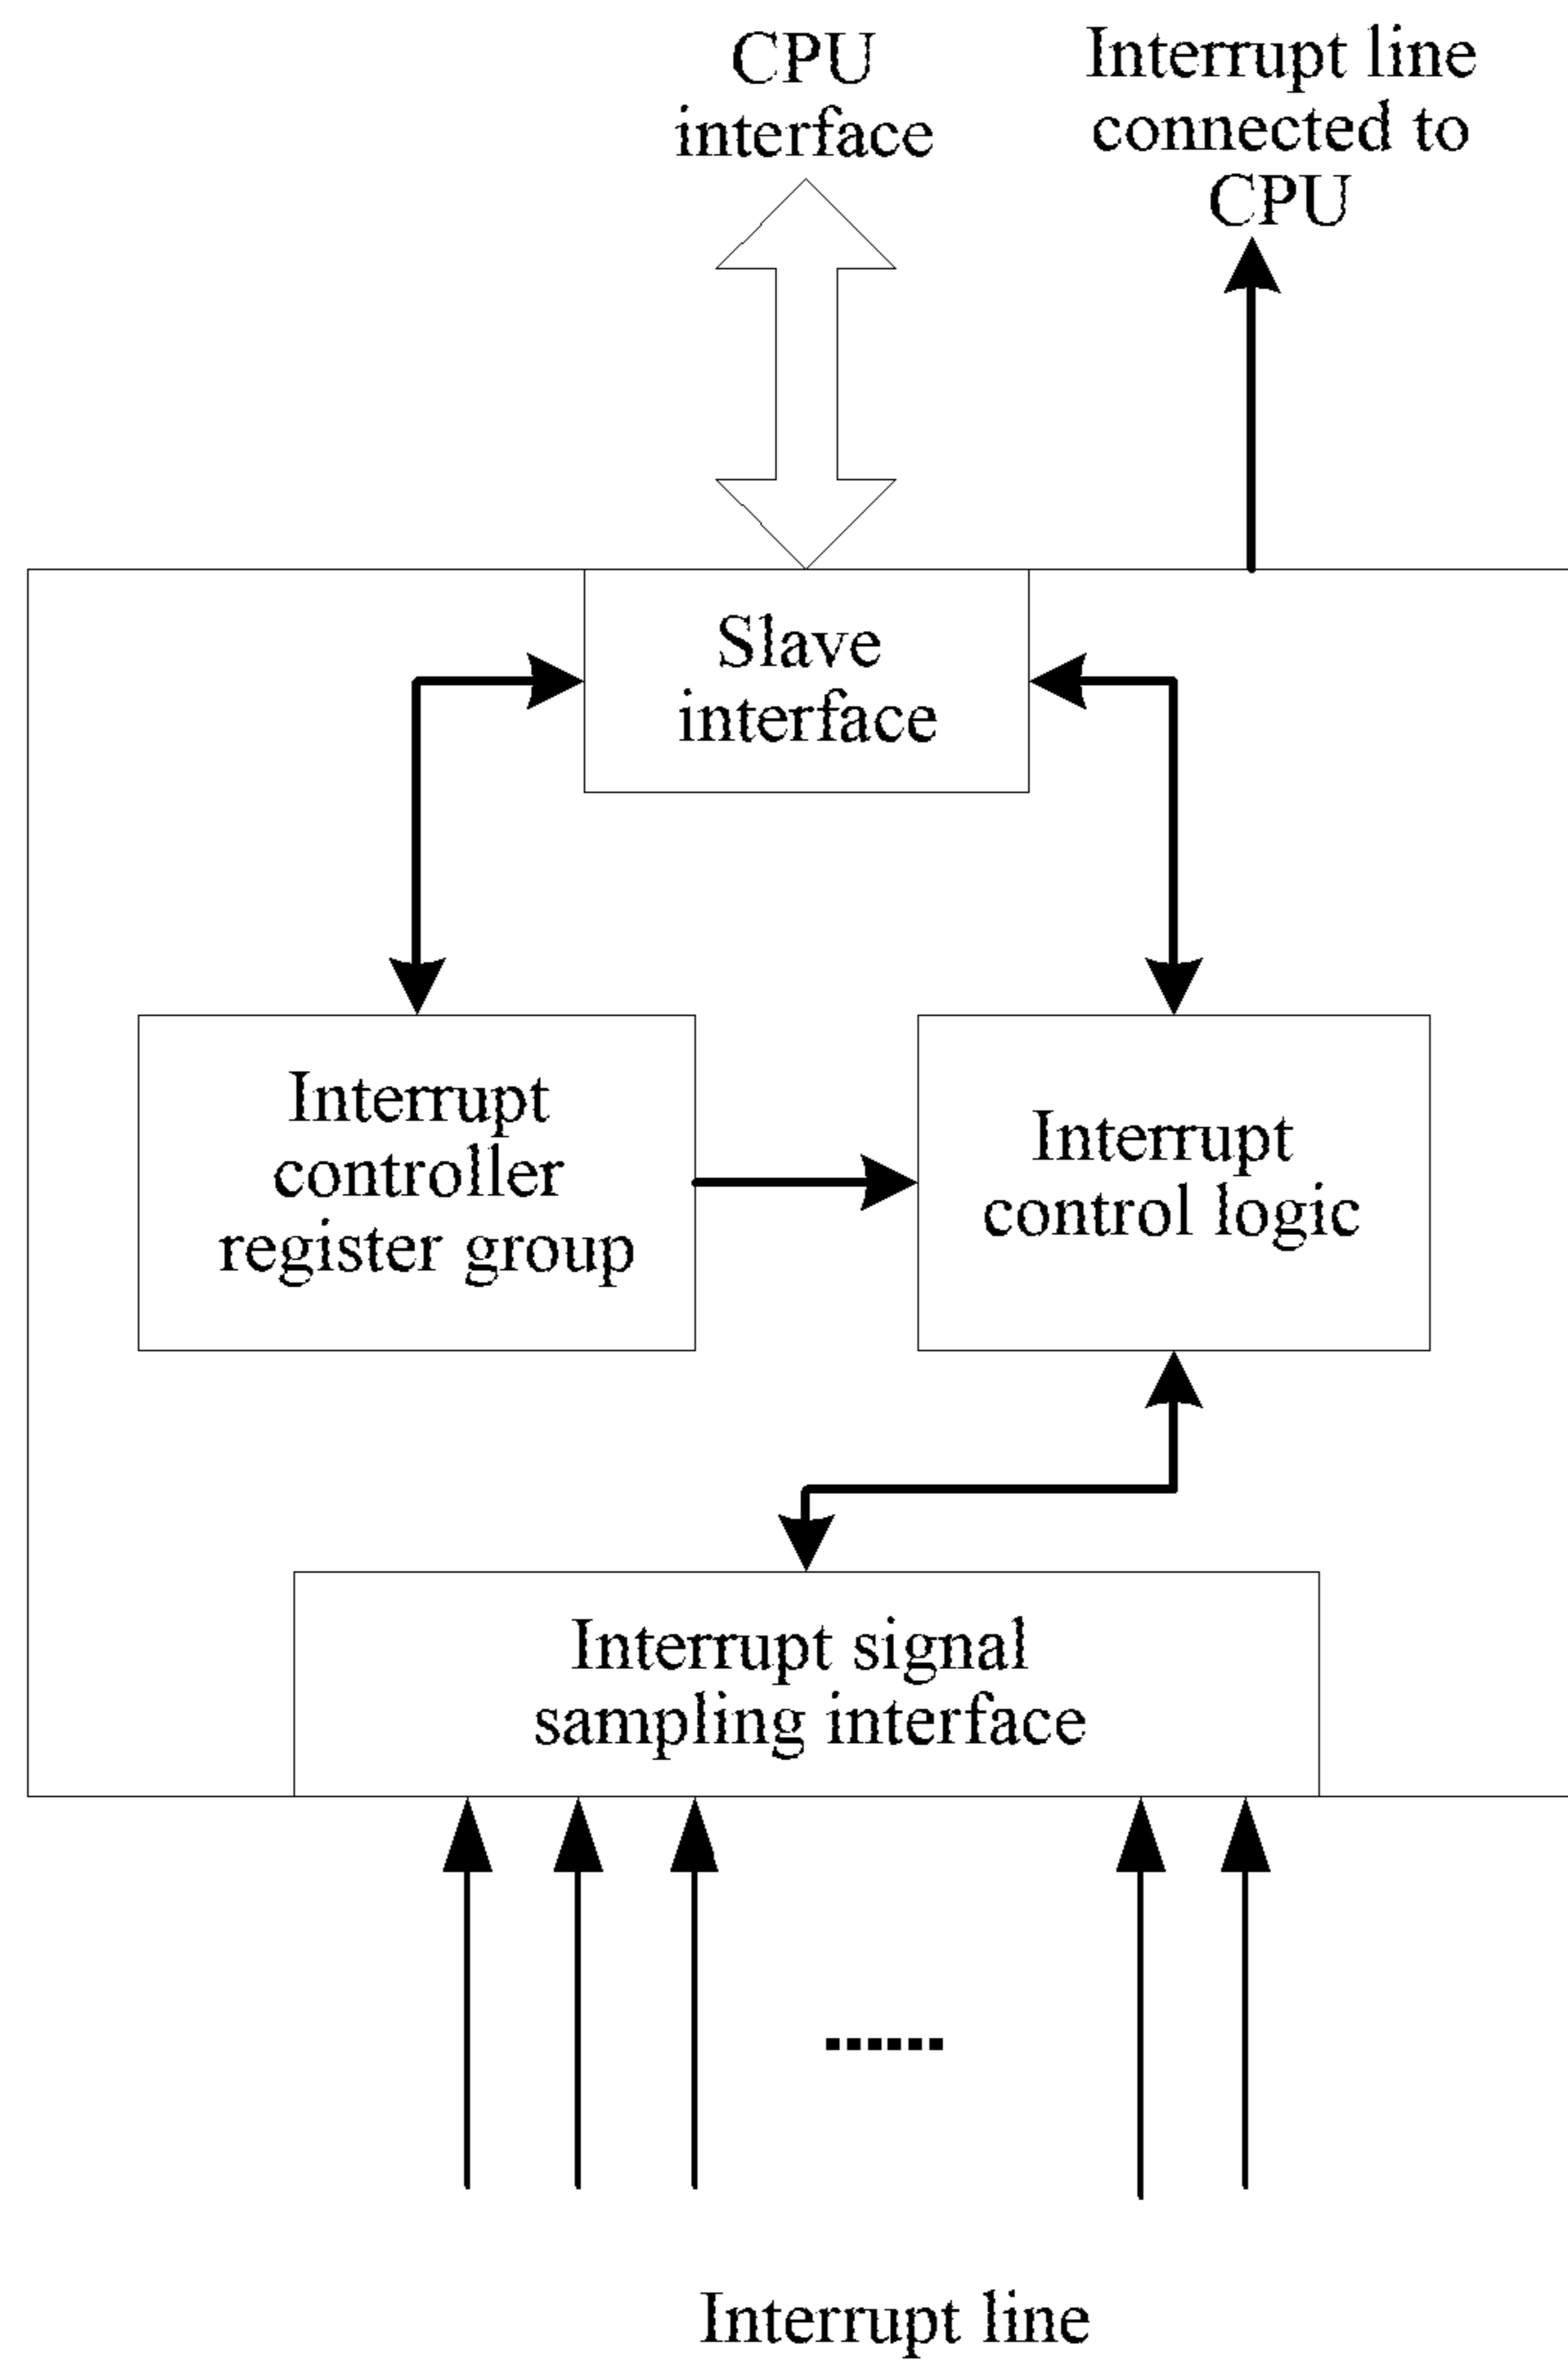 CPU
interface
Interrupt line
connected to
CPU
Slave
interface
Interrupt
controller
register group
Interrupt
control logic
Interrupt signal
sampling interface
Interrupt line